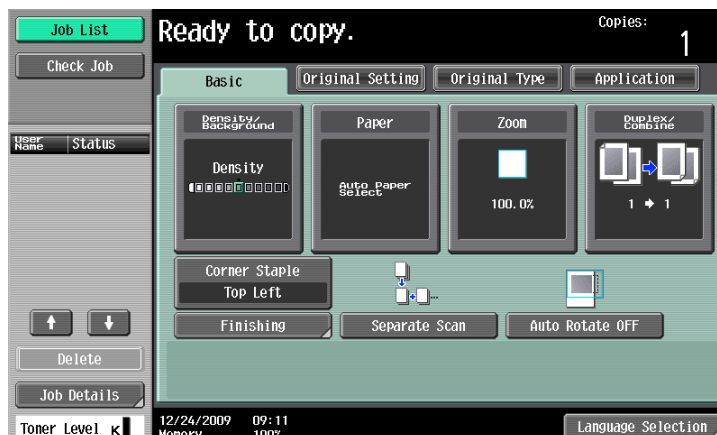 Job List
Check Job
User Name
Status
Delete
Job Details
Toner Level K
Ready to copy.
Copies:
1
Basic
Original Setting
Original Type
Application
Density/
Background
Density
Paper
Auto Paper
Select
Zoom
100.0%
Duplex/
Combine
1 → 1
Corner Staple
Top Left
Finishing
Separate Scan
Auto Rotate OFF
12/24/2009 09:11
Memory 100%
Language Selection